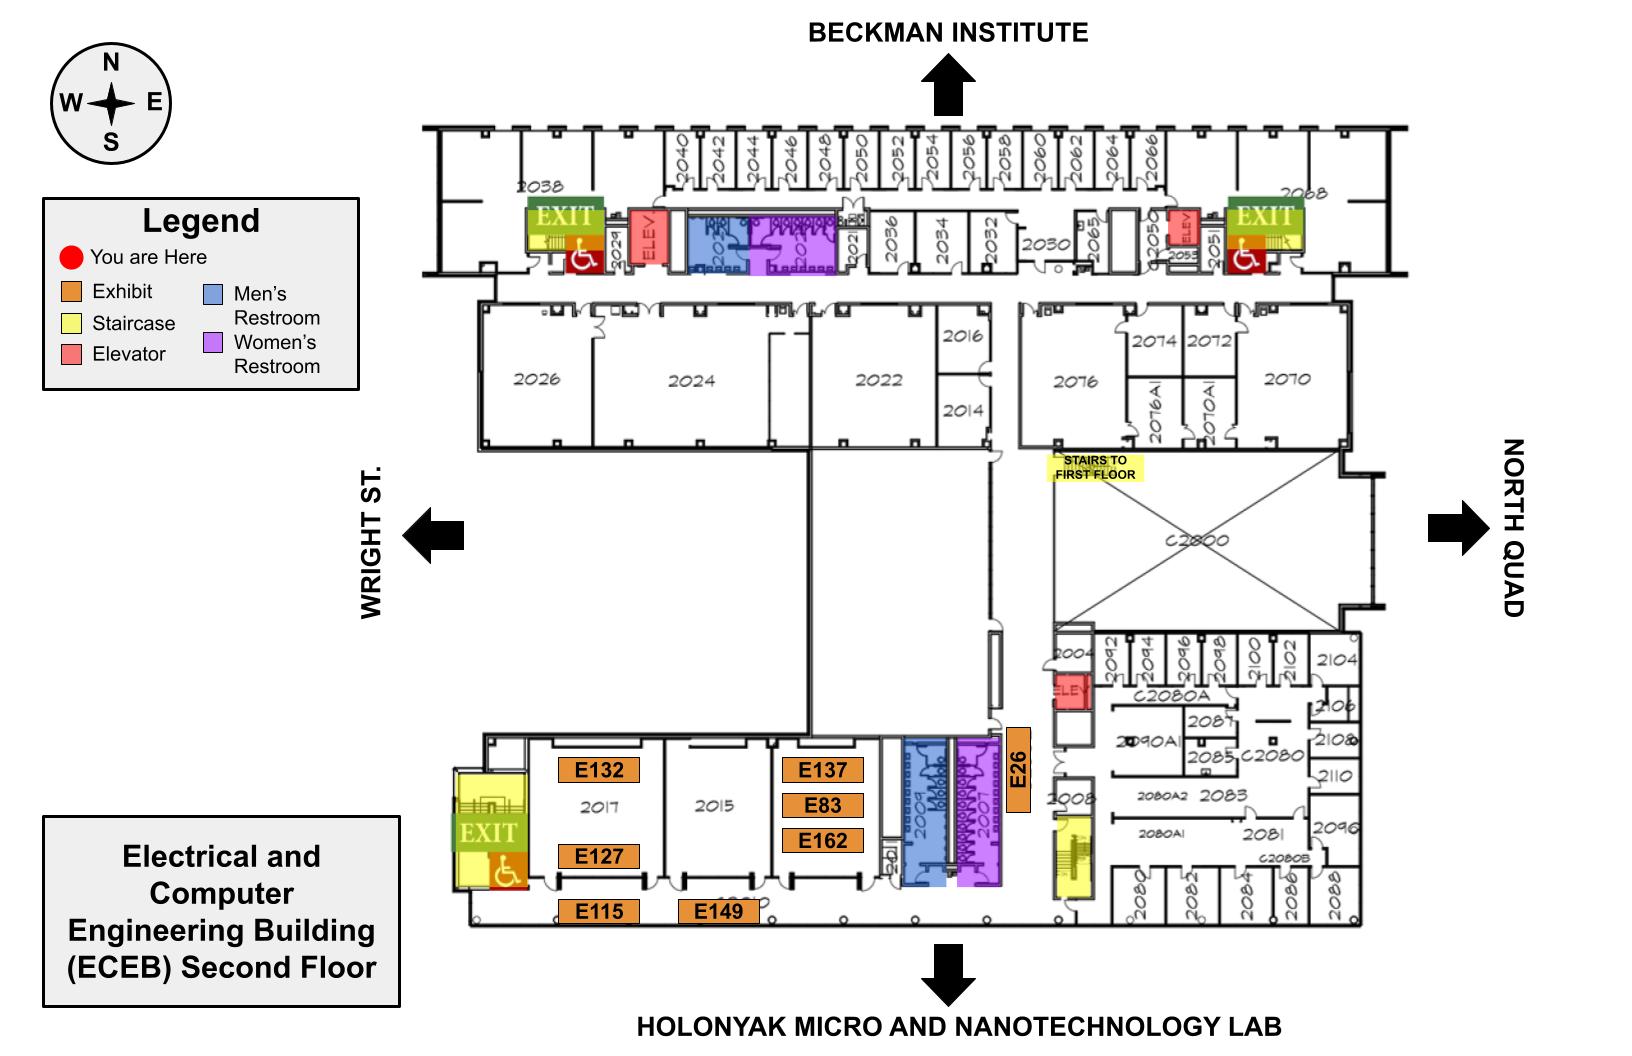 BECKMAN INSTITUTE
N
W E
S
Legend
You are Here
Exhibit
Staircase
Elevator
Men's
Restroom
Women's
Restroom
2040 2042 2044 2046 2048 2050 2052 2054 2056 2058 2060 2062 2064 2066
2038 2068
EXIT EXIT
2029 ELEV. 2021 2036 2034 2032 2030 2065 C2050 ELEV. 2053 2051
2026 2024 2022 2016 2014
2076 2074 2072 2070
2076A1 2070A1
STAIRS TO
FIRST FLOOR
C2000
WRIGHT ST.
NORTH QUAD
2004 2092 2094 2096 2098 2100 2102 2104
ELEV.
C2080A 2106
2087 2108
2090A1 2085 C2080
2110
2008 2080A2 2083
2080A1 2081 2096
C2080B
2080 2082 2084 2086 2088
E132 E137 E26
2017 2015 E83
E127 E162
2009 2007
EXIT
E115 E149
Electrical and
Computer
Engineering Building
(ECEB) Second Floor
HOLONYAK MICRO AND NANOTECHNOLOGY LAB